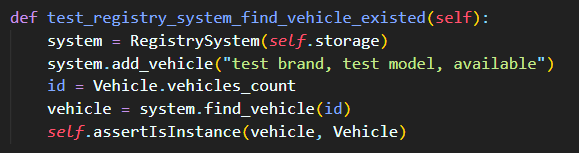 def test_registry_system_find_vehicle_existed(self):
    system = RegistrySystem(self.storage)
    system.add_vehicle("test brand, test model, available")
    id = Vehicle.vehicles_count
    vehicle = system.find_vehicle(id)
    self.assertIsInstance(vehicle, Vehicle)